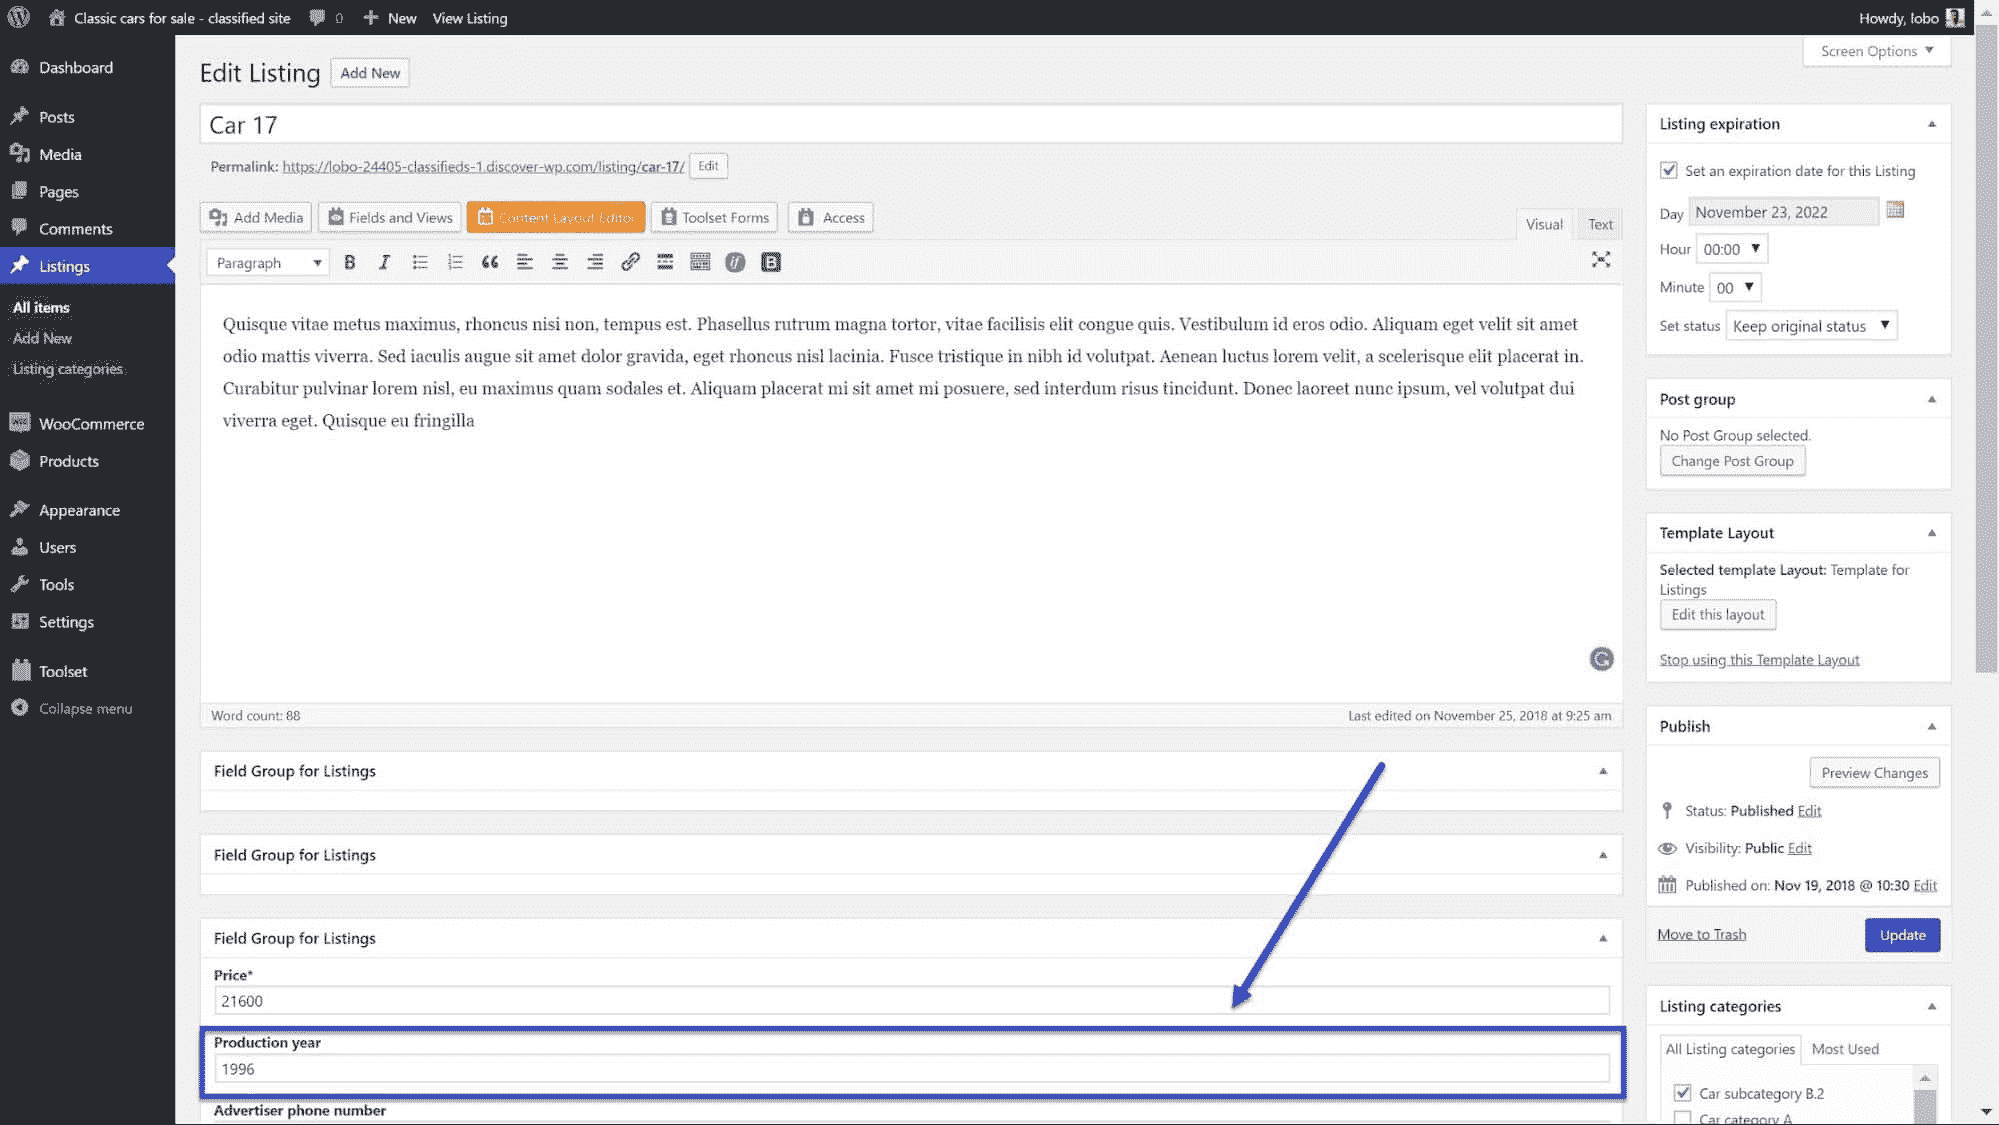 Classic cars for sale - classified site 0 New View Listing Howdy, lobo
Screen Options
Dashboard
Posts
Media
Pages
Comments
Listings
All items
Add New
Listing categories
WooCommerce
Products
Appearance
Users
Tools
Settings
Toolset
Collapse menu
Edit Listing Add New
Car 17
Permalink: https://lobo-24405-classifieds-1.discover-wp.com/listing/car-17/ Edit
Add Media Fields and Views Content Layout Editor Toolset Forms Access
Visual Text
Paragraph B I if B
Quisque vitae metus maximus, rhoncus nisi non, tempus est. Phasellus rutrum magna tortor, vitae facilisis elit congue quis. Vestibulum id eros odio. Aliquam eget velit sit amet
odio mattis viverra. Sed iaculis augue sit amet dolor gravida, eget rhoncus nisl lacinia. Fusce tristique in nibh id volutpat. Aenean luctus lorem velit, a scelerisque elit placerat in.
Curabitur pulvinar lorem nisl, eu maximus quam sodales et. Aliquam placerat mi sit amet mi posuere, sed interdum risus tincidunt. Donec laoreet nunc ipsum, vel volutpat dui
viverra eget. Quisque eu fringilla
Word count: 88 Last edited on November 25, 2018 at 9:25 am
Field Group for Listings
Field Group for Listings
Field Group for Listings
Price*
21600
Production year
1996
Advertiser phone number
Listing expiration
Set an expiration date for this Listing
Day November 23, 2022
Hour 00:00
Minute 00
Set status Keep original status
Post group
No Post Group selected.
Change Post Group
Template Layout
Selected template Layout: Template for
Listings
Edit this layout
Stop using this Template Layout
Publish
Preview Changes
Status: Published Edit
Visibility: Public Edit
Published on: Nov 19, 2018 @ 10:30 Edit
Move to Trash Update
Listing categories
All Listing categories Most Used
Car subcategory B.2
Car category A